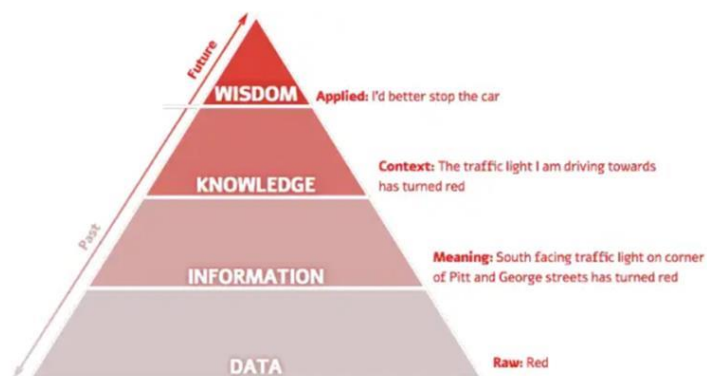 Future
WISDOM
Applied: I'd better stop the car
Context: The traffic light I am driving towards
has turned red
KNOWLEDGE
Past
Meaning: South facing traffic light on corner
of Pitt and George streets has turned red
INFORMATION
Raw: Red
DATA